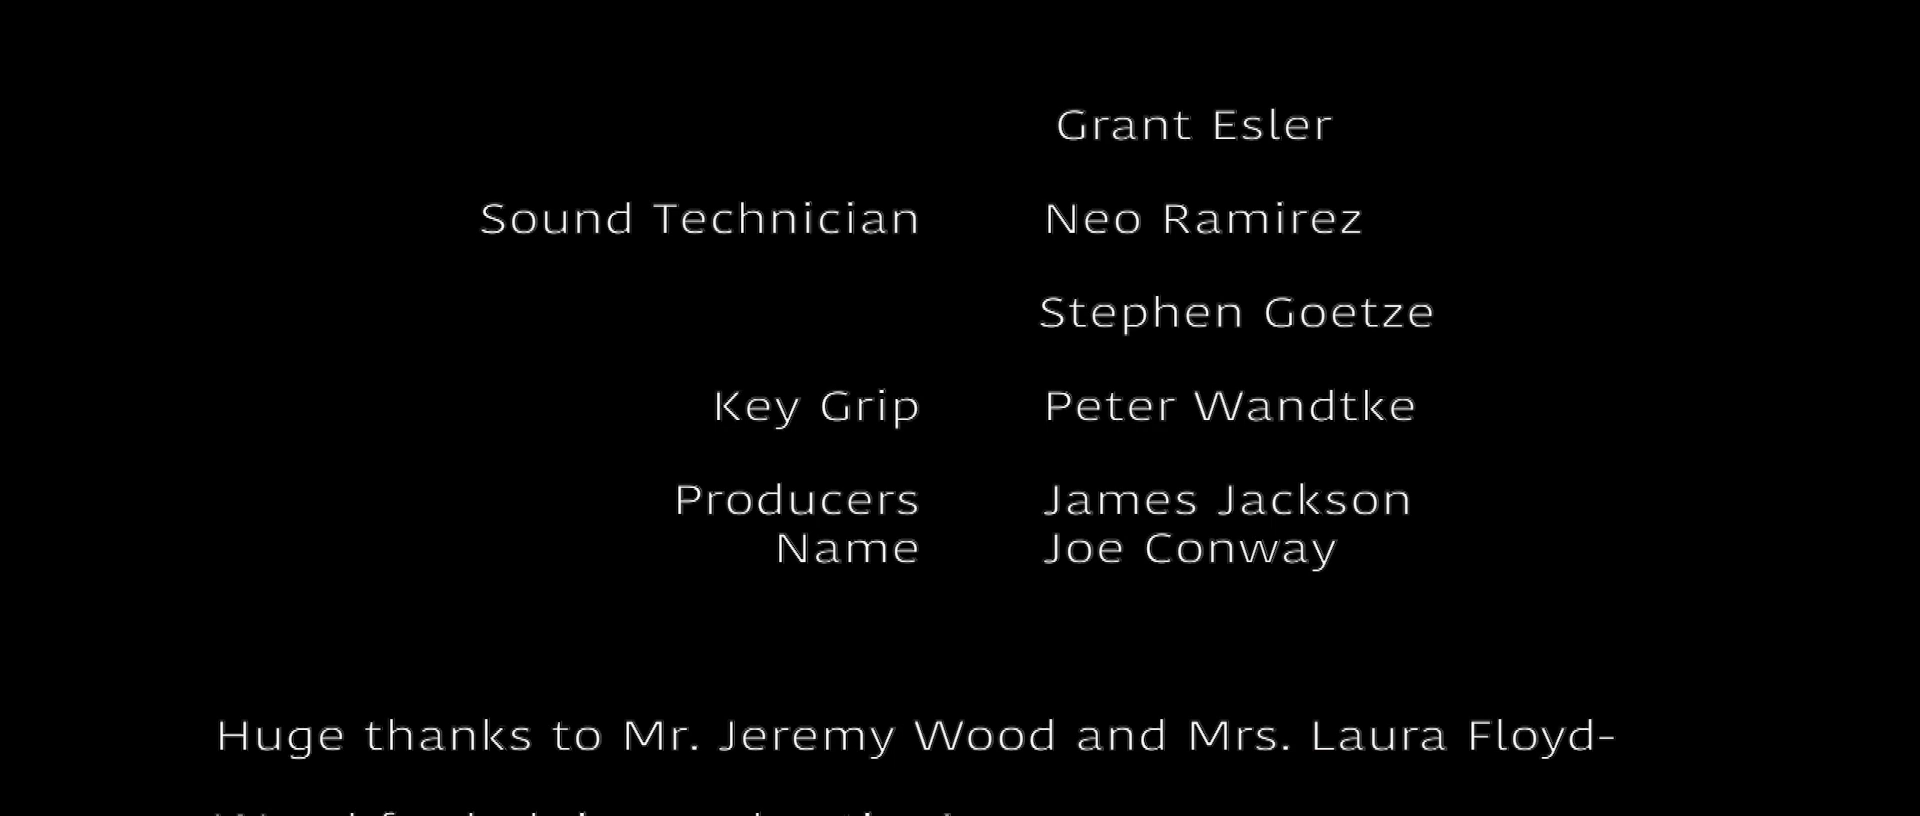 Grant Esler
Sound Technician Neo Ramirez
Stephen Goetze
Key Grip Peter Wandtke
Producers James Jackson
Name Joe Conway
Huge thanks to Mr. Jeremy Wood and Mrs. Laura Floyd-